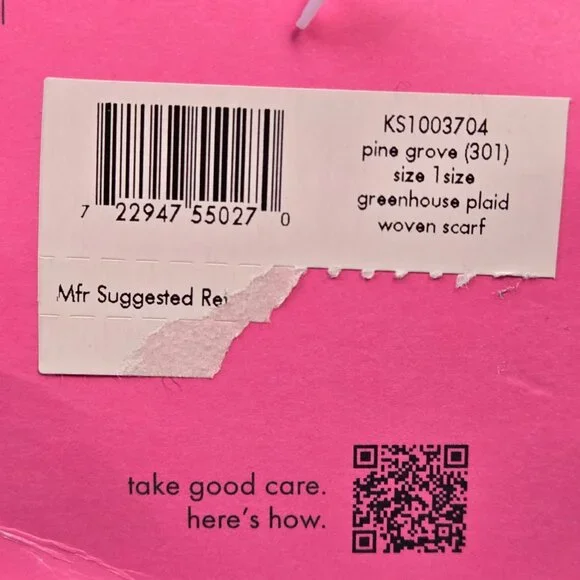 7 22947 55027 0
KS1003704
pine grove (301)
size 1size
greenhouse plaid
woven scarf
Mfr Suggested Ret
take good care.
here's how.